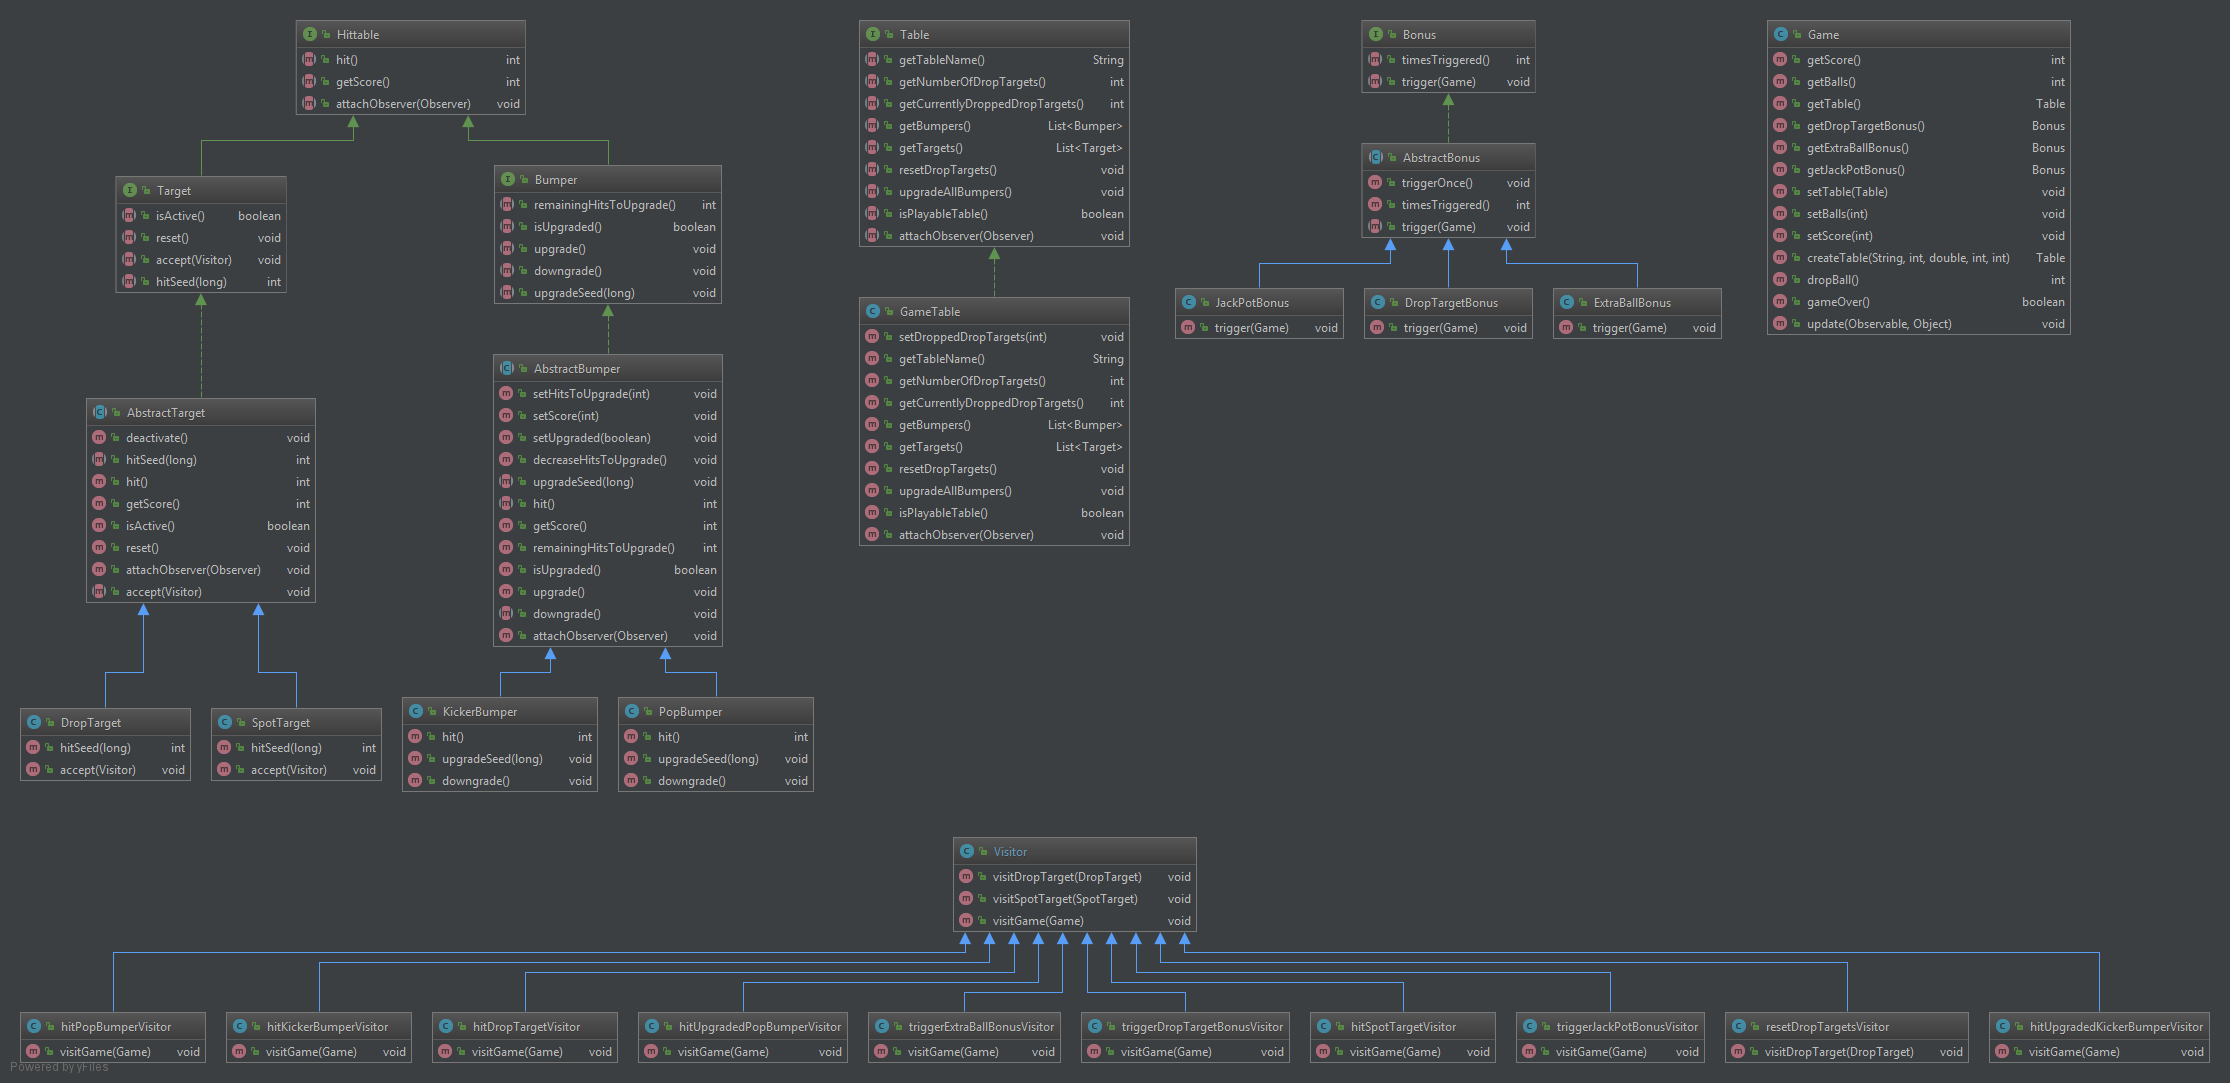 Hittable
hit() int
getScore() int
attachObserver(Observer) void
Target
isActive() boolean
reset() void
accept(Visitor) void
hitSeed(long) int
Bumper
remainingHitsToUpgrade() int
isUpgraded() boolean
upgrade() void
downgrade() void
upgradeSeed(long) void
AbstractTarget
deactivate() void
hitSeed(long) int
hit() int
getScore() int
isActive() boolean
reset() void
attachObserver(Observer) void
accept(Visitor) void
AbstractBumper
setHitsToUpgrade(int) void
setScore(int) void
setUpgraded(boolean) void
decreaseHitsToUpgrade() void
upgradeSeed(long) void
hit() int
getScore() int
remainingHitsToUpgrade() int
isUpgraded() boolean
upgrade() void
downgrade() void
attachObserver(Observer) void
DropTarget
hitSeed(long) int
accept(Visitor) void
SpotTarget
hitSeed(long) int
accept(Visitor) void
KickerBumper
hit() int
upgradeSeed(long) void
downgrade() void
PopBumper
hit() int
upgradeSeed(long) void
downgrade() void
Table
getTableName() String
getNumberOfDropTargets() int
getCurrentlyDroppedDropTargets() int
getBumpers() List<Bumper>
getTargets() List<Target>
resetDropTargets() void
upgradeAllBumpers() void
isPlayableTable() boolean
attachObserver(Observer) void
GameTable
setDroppedDropTargets(int) void
getTableName() String
getNumberOfDropTargets() int
getCurrentlyDroppedDropTargets() int
getBumpers() List<Bumper>
getTargets() List<Target>
resetDropTargets() void
upgradeAllBumpers() void
isPlayableTable() boolean
attachObserver(Observer) void
Bonus
timesTriggered() int
trigger(Game) void
AbstractBonus
triggerOnce() void
timesTriggered() int
trigger(Game) void
JackPotBonus
trigger(Game) void
DropTargetBonus
trigger(Game) void
ExtraBallBonus
trigger(Game) void
Game
getScore() int
getBalls() int
getTable() Table
getDropTargetBonus() Bonus
getExtraBallBonus() Bonus
getJackPotBonus() Bonus
setTable(Table) void
setBalls(int) void
setScore(int) void
createTable(String, int, double, int, int) Table
dropBall() int
gameOver() boolean
update(Observable, Object) void
Visitor
visitDropTarget(DropTarget) void
visitSpotTarget(SpotTarget) void
visitGame(Game) void
hitPopBumperVisitor
visitGame(Game) void
hitKickerBumperVisitor
visitGame(Game) void
hitDropTargetVisitor
visitGame(Game) void
hitUpgradedPopBumperVisitor
visitGame(Game) void
triggerExtraBallBonusVisitor
visitGame(Game) void
triggerDropTargetBonusVisitor
visitGame(Game) void
hitSpotTargetVisitor
visitGame(Game) void
triggerJackPotBonusVisitor
visitGame(Game) void
resetDropTargetsVisitor
visitDropTarget(DropTarget) void
hitUpgradedKickerBumperVisitor
visitGame(Game) void
Powered by yFiles